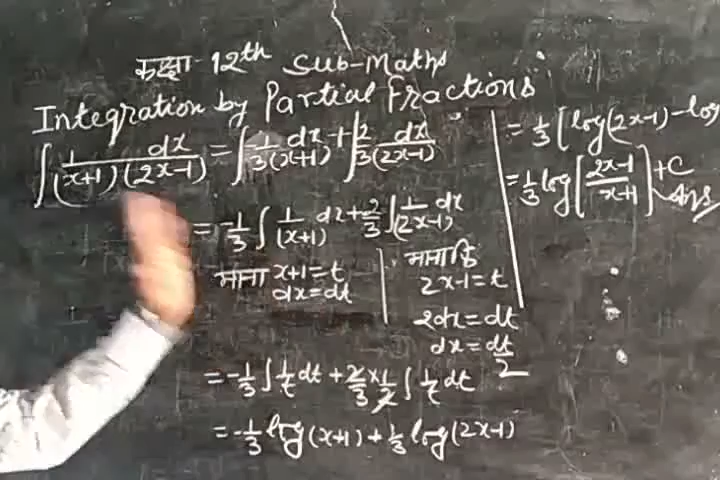 कक्षा - 12th Sub-Maths
Integration by Partial Fractions
∫ 1 dx/(x+1)(2x-1) = ∫ -1 dx/3(x+1) + ∫ 2 dx/3(2x-1)
= -1/3 ∫ 1/(x+1) dx + 2/3 ∫ 1/(2x-1) dx
माना x+1=t
dx=dt
माना कि
2x-1=t
2dx=dt
dx=dt/2
= -1/3 ∫ 1/t dt + 2/3 × 1/2 ∫ 1/t dt
= -1/3 log(x+1) + 1/3 log(2x-1)
= 1/3 [log(2x-1) - log
= 1/3 log[2x-1/x+1] + C
Ans